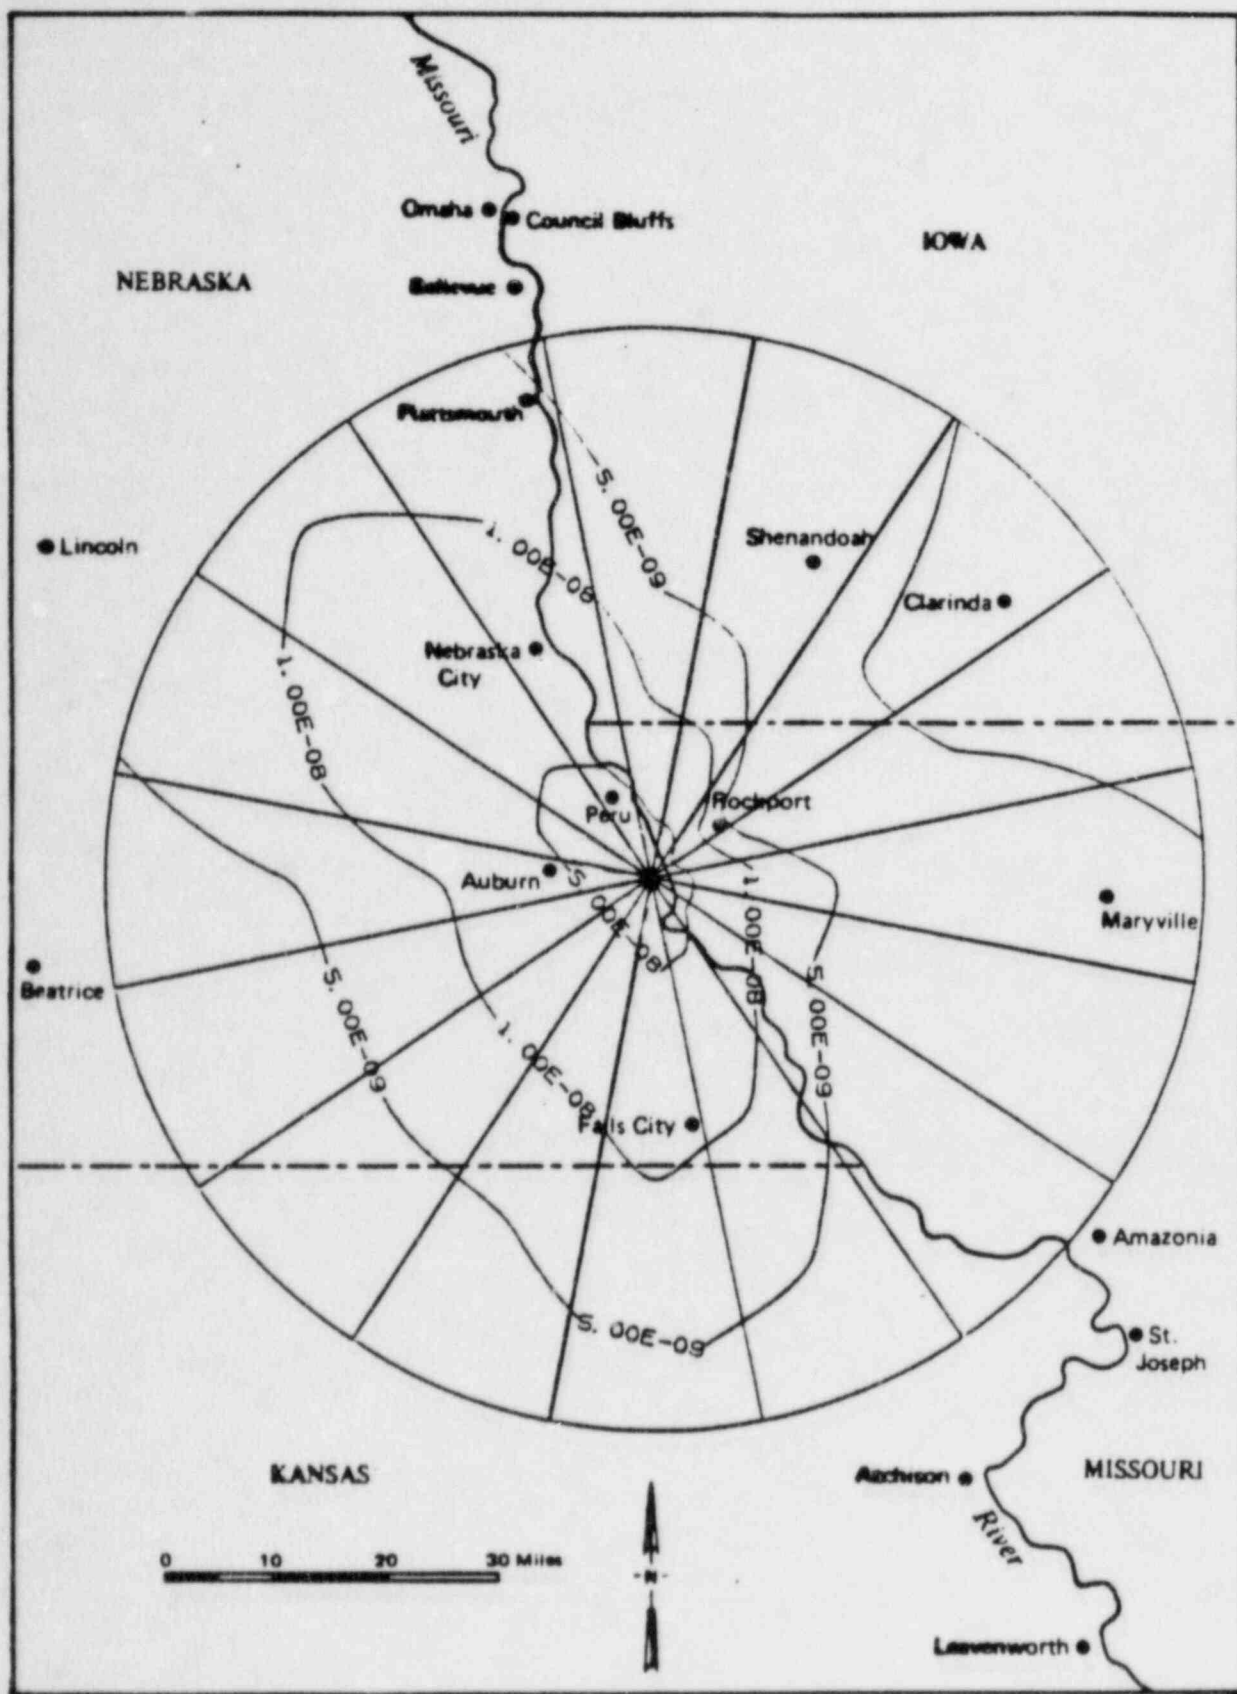 Missouri
Omaha
Council Bluffs
IOWA
NEBRASKA
Bellevue
Plattsmouth
5.00E-09
1.00E-08
Shenandoah
Lincoln
Clarinda
Nebraska
City
1.00E-08
Peru
Rockport
Auburn
5.00E-08
1.00E-08
Maryville
Beatrice
5.00E-09
5.00E-09
1.00E-08
Falls City
Amazonia
5.00E-09
St.
Joseph
KANSAS
Atchison
MISSOURI
River
0 10 20 30 Miles
N
Leavenworth